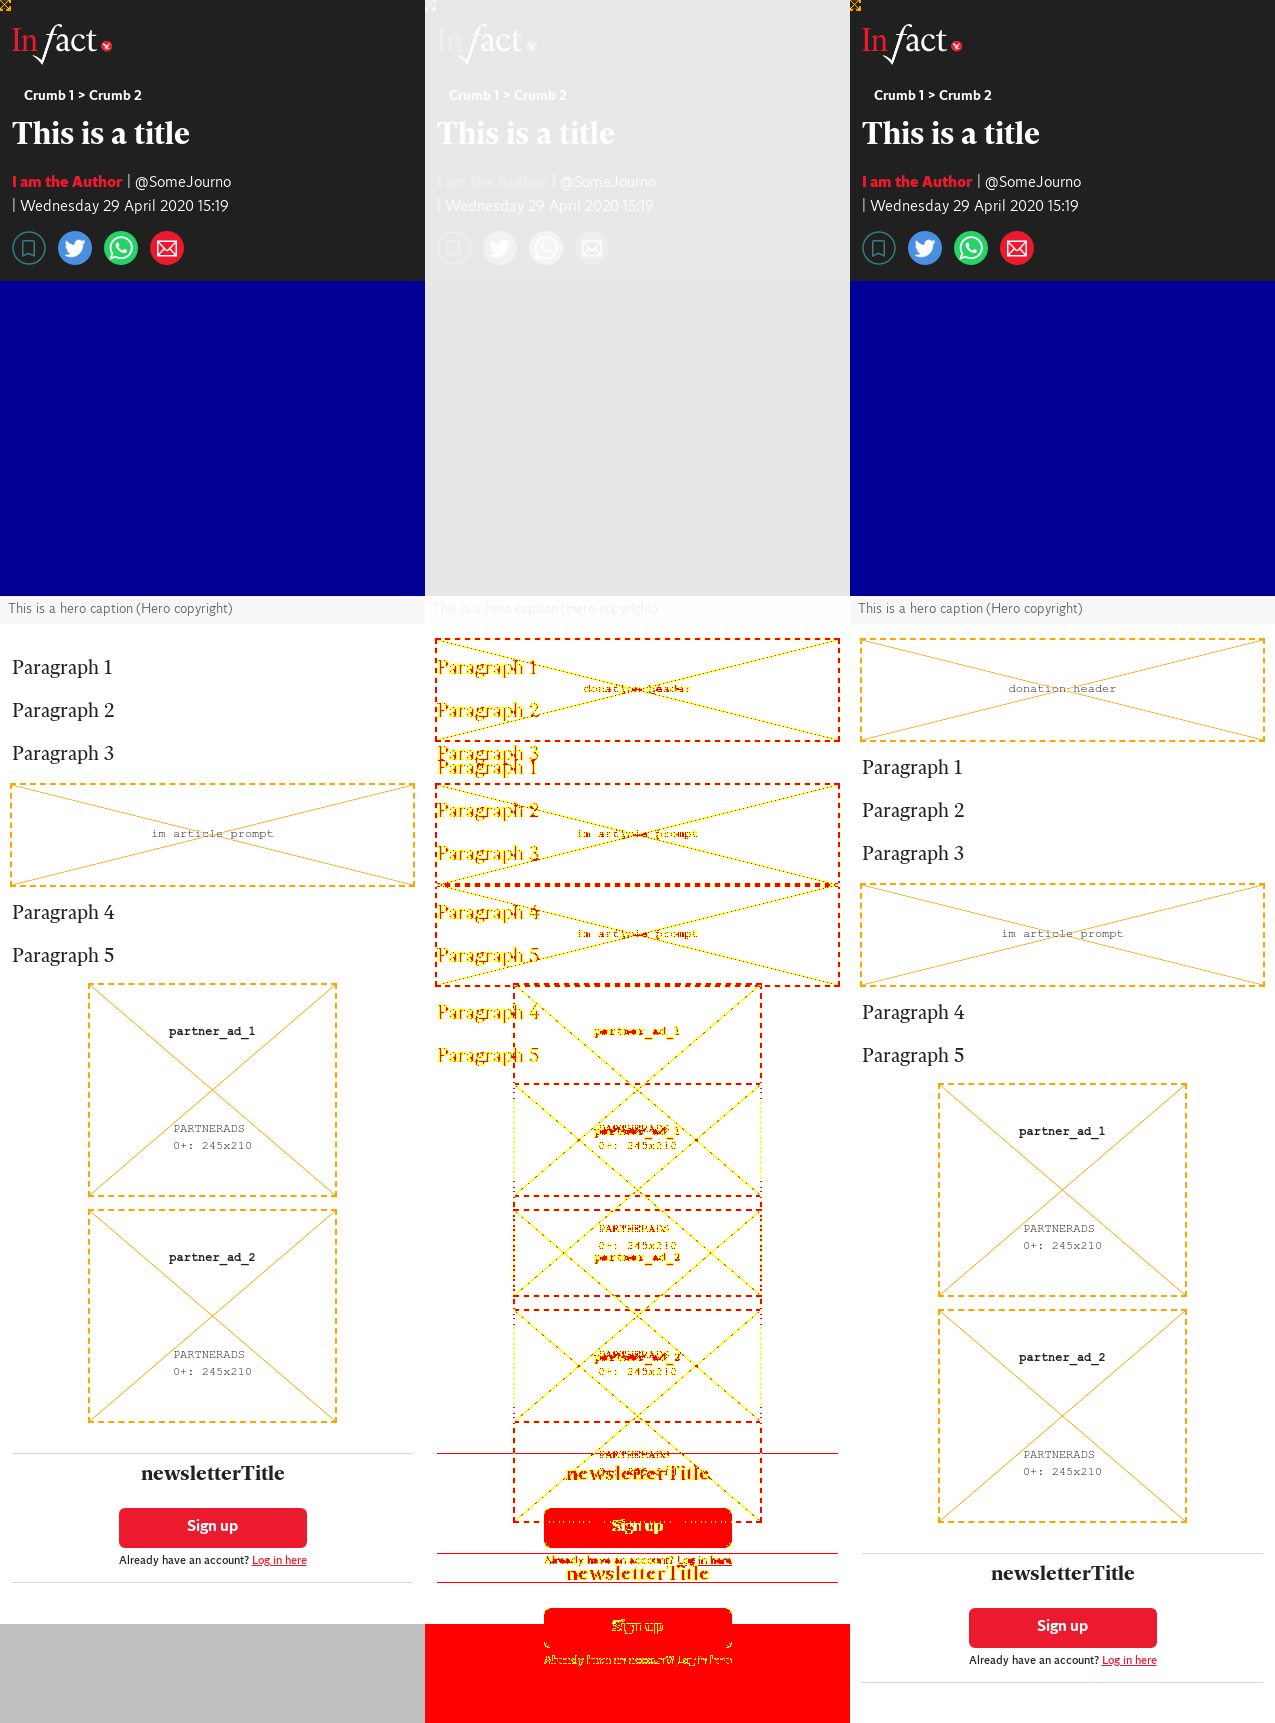 Infact
Crumb 1 > Crumb 2
This is a title
I am the Author | @SomeJourno
| Wednesday 29 April 2020 15:19
This is a hero caption (Hero copyright)
Paragraph 1
Paragraph 2
Paragraph 3
im article prompt
Paragraph 4
Paragraph 5
partner_ad_1
PARTNERADS
0+: 245x210
partner_ad_2
PARTNERADS
0+: 245x210
newsletterTitle
Sign up
Already have an account? Log in here
Infact
Crumb 1 > Crumb 2
This is a title
I am the Author | @SomeJourno
| Wednesday 29 April 2020 15:19
This is a hero caption (Hero copyright)
Paragraph 1
donation header
Paragraph 2
Paragraph 3
Paragraph 1
Paragraph 2
im article prompt
Paragraph 3
Paragraph 4
im article prompt
Paragraph 5
Paragraph 4
partner_ad_1
Paragraph 5
PARTNERADS
partner_ad_1
0+: 245x210
PARTNERADS
0+: 245x210
partner_ad_2
PARTNERADS
partner_ad_2
0+: 245x210
PARTNERADS
0+: 245x210
newsletterTitle
Sign up
Already have an account? Log in here
newsletterTitle
Sign up
Already have an account? Log in here
Infact
Crumb 1 > Crumb 2
This is a title
I am the Author | @SomeJourno
| Wednesday 29 April 2020 15:19
This is a hero caption (Hero copyright)
donation header
Paragraph 1
Paragraph 2
Paragraph 3
im article prompt
Paragraph 4
Paragraph 5
partner_ad_1
PARTNERADS
0+: 245x210
partner_ad_2
PARTNERADS
0+: 245x210
newsletterTitle
Sign up
Already have an account? Log in here